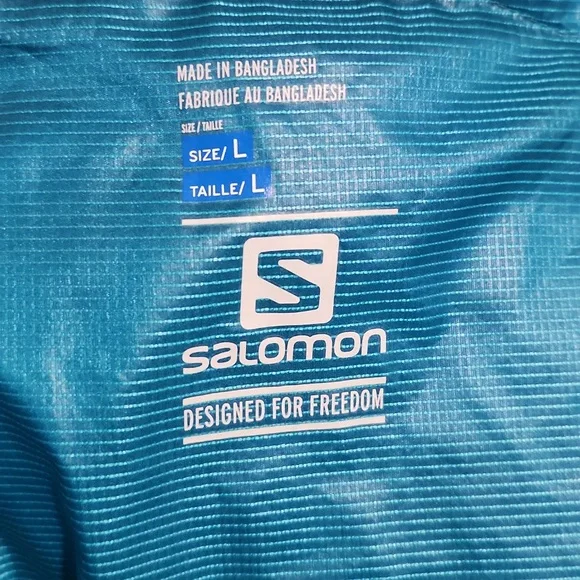 MADE IN BANGLADESH
FABRIQUE AU BANGLADESH
SIZE/TAILLE
SIZE/ L
TAILLE/ L
S
SALOMON
DESIGNED FOR FREEDOM